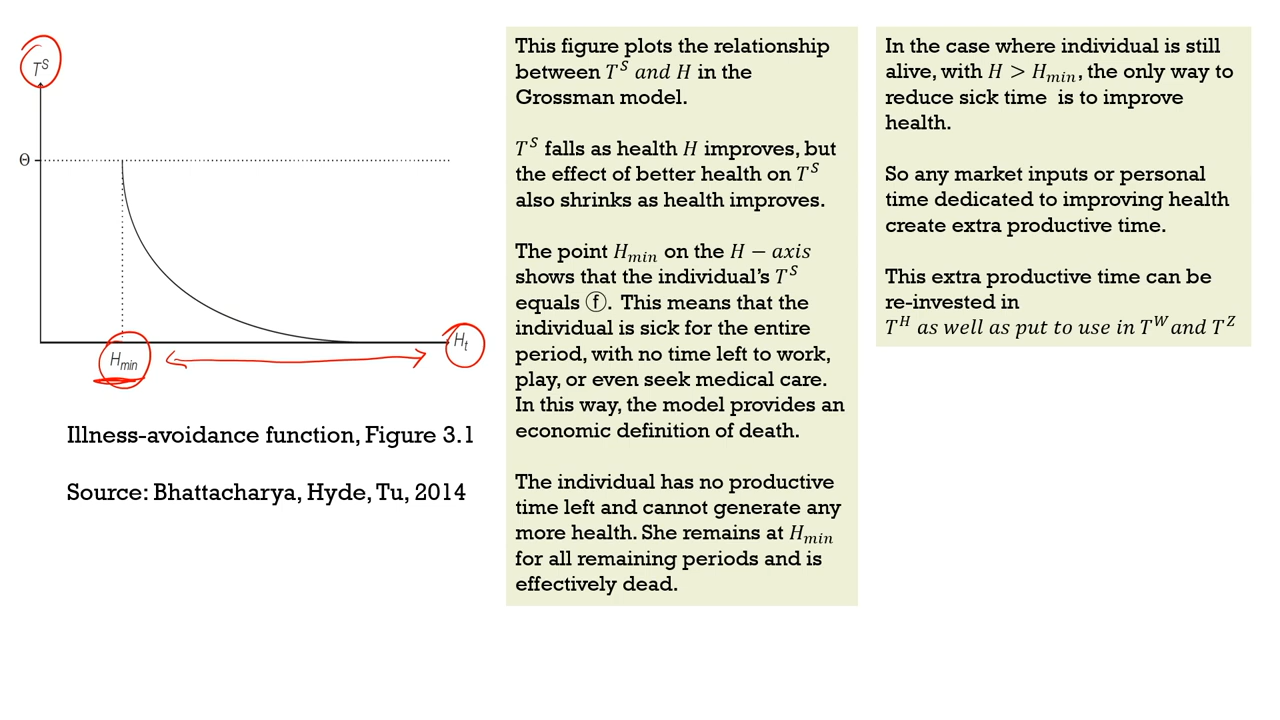 T^S
Θ
H_min
H_t
Illness-avoidance function, Figure 3.1
Source: Bhattacharya, Hyde, Tu, 2014
This figure plots the relationship
between T^S and H in the
Grossman model.
T^S falls as health H improves, but
the effect of better health on T^S
also shrinks as health improves.
The point H_min on the H − axis
shows that the individual's T^S
equals ⓕ. This means that the
individual is sick for the entire
period, with no time left to work,
play, or even seek medical care.
In this way, the model provides an
economic definition of death.
The individual has no productive
time left and cannot generate any
more health. She remains at H_min
for all remaining periods and is
effectively dead.
In the case where individual is still
alive, with H > H_min, the only way to
reduce sick time is to improve
health.
So any market inputs or personal
time dedicated to improving health
create extra productive time.
This extra productive time can be
re-invested in
T^H as well as put to use in T^W and T^Z